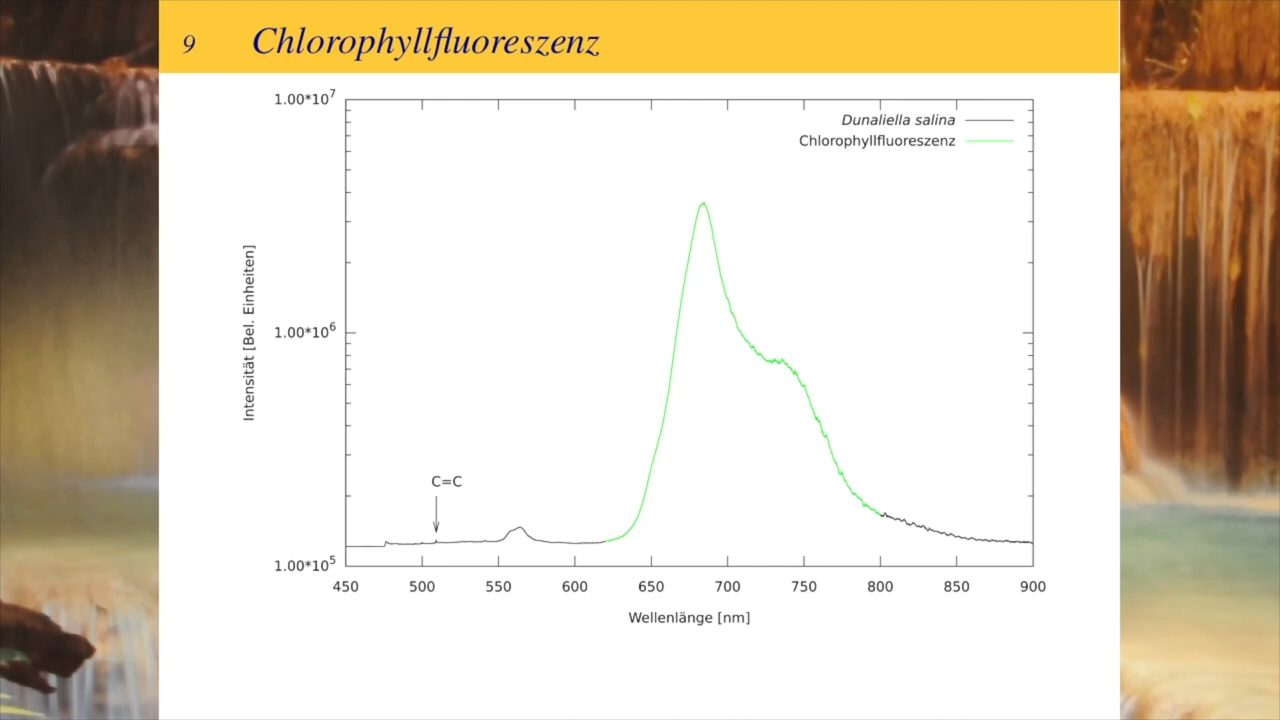 9 Chlorophyllfluoreszenz
1.00*10^7
Dunaliella salina
Chlorophyllfluoreszenz
Intensität [Bel. Einheiten]
1.00*10^6
C=C
1.00*10^5
450 500 550 600 650 700 750 800 850 900
Wellenlänge [nm]